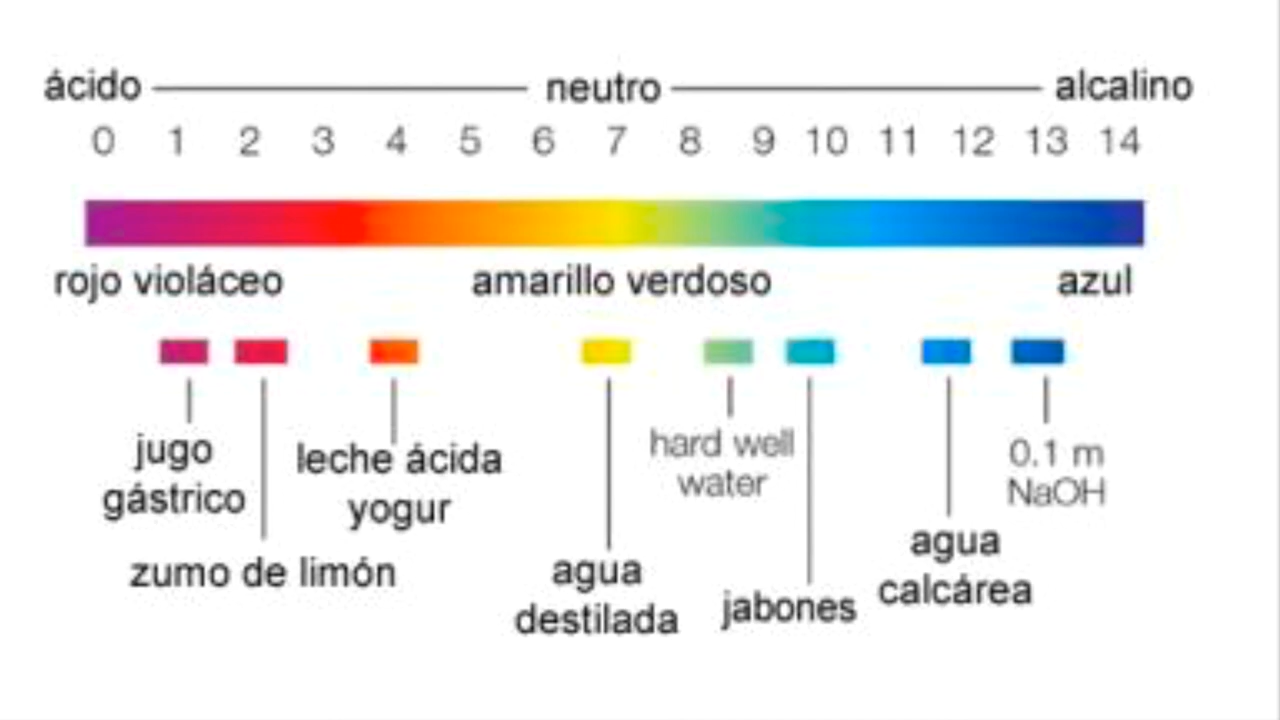 ácido neutro alcalino
0 1 2 3 4 5 6 7 8 9 10 11 12 13 14
rojo violáceo amarillo verdoso azul
jugo
gástrico
zumo de limón
leche ácida
yogur
agua
destilada
hard well
water
jabones
agua
calcárea
0.1 m
NaOH